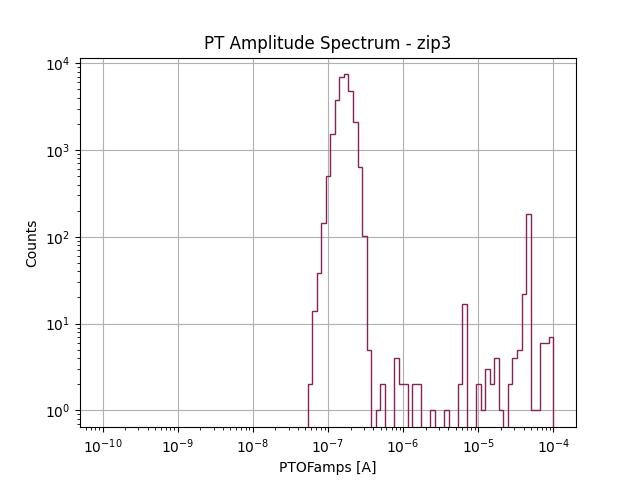 PT Amplitude Spectrum - zip3
Counts
10⁴
10³
10²
10¹
10⁰
10⁻¹⁰ 10⁻⁹ 10⁻⁸ 10⁻⁷ 10⁻⁶ 10⁻⁵ 10⁻⁴
PTOFamps [A]